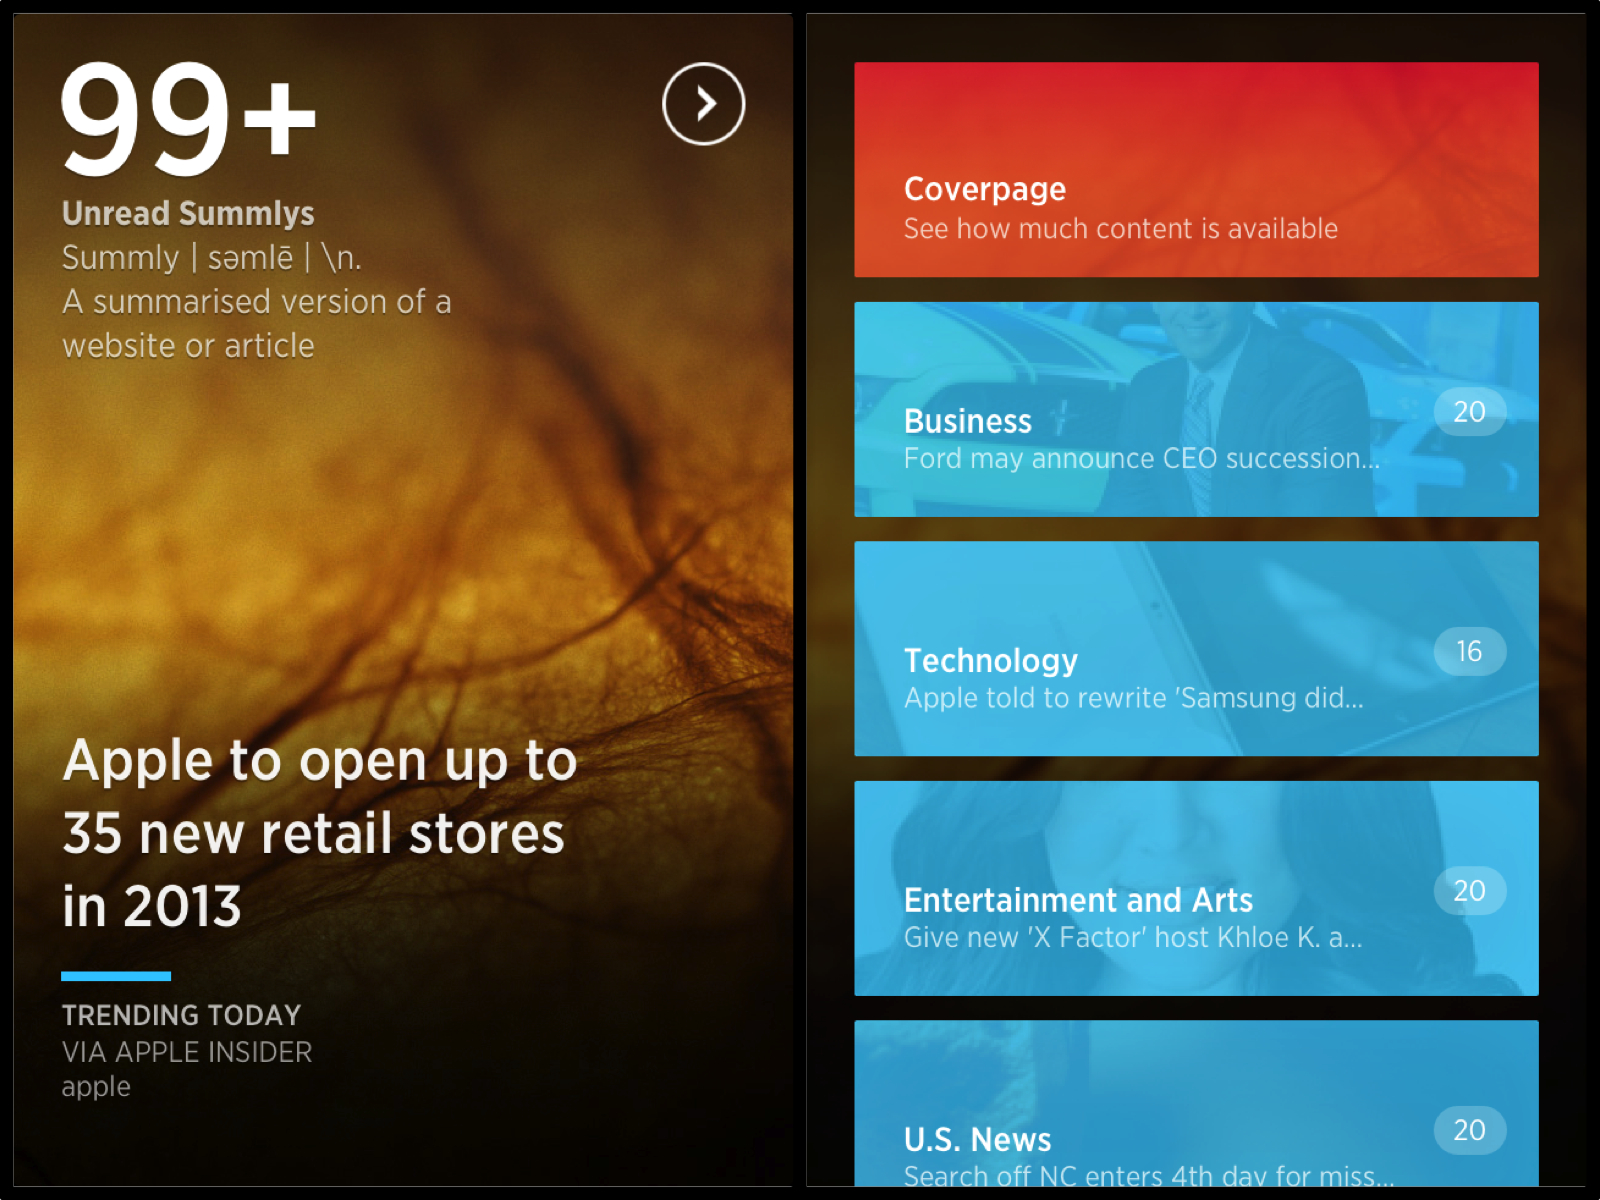 99+
Unread Summlys
Summly | səmlē | \n.
A summarised version of a
website or article
Apple to open up to
35 new retail stores
in 2013
TRENDING TODAY
VIA APPLE INSIDER
apple
Coverpage
See how much content is available
Business
20
Ford may announce CEO succession...
Technology
16
Apple told to rewrite 'Samsung did...
Entertainment and Arts
20
Give new 'X Factor' host Khloe K. a...
U.S. News
20
Search off NC enters 4th day for miss...